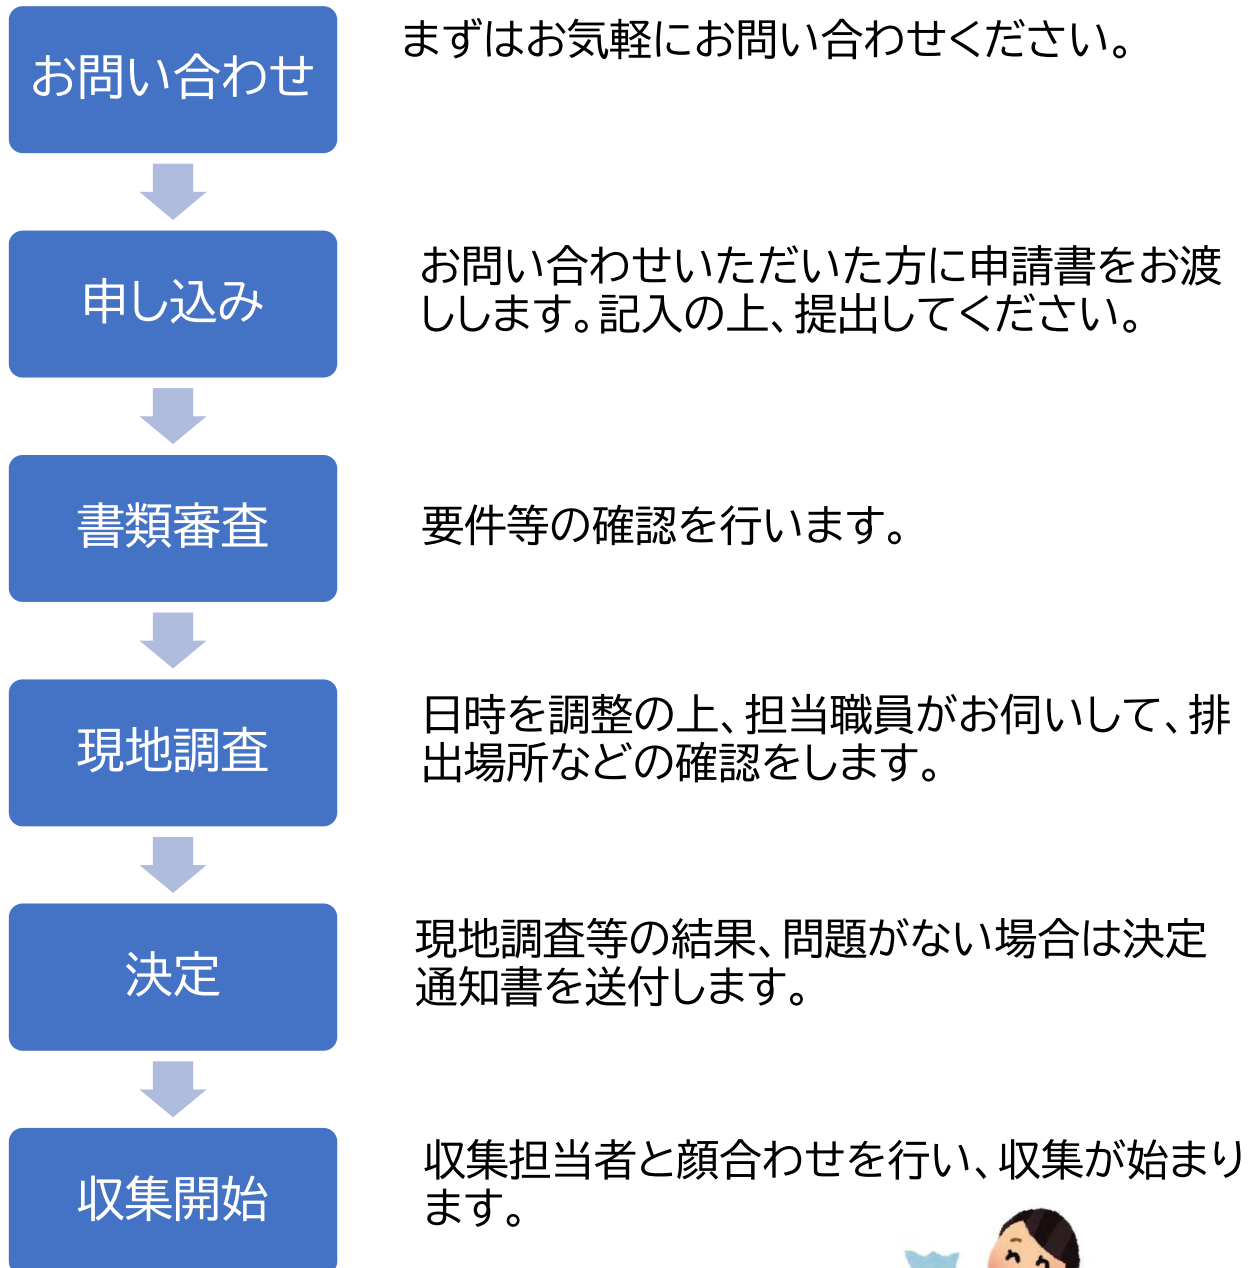 お問い合わせ
まずはお気軽にお問い合わせください。
申し込み
お問い合わせいただいた方に申請書をお渡
しします。記入の上、提出してください。
書類審査
要件等の確認を行います。
現地調査
日時を調整の上、担当職員がお伺いして、排
出場所などの確認をします。
決定
現地調査等の結果、問題がない場合は決定
通知書を送付します。
収集開始
収集担当者と顔合わせを行い、収集が始まり
ます。